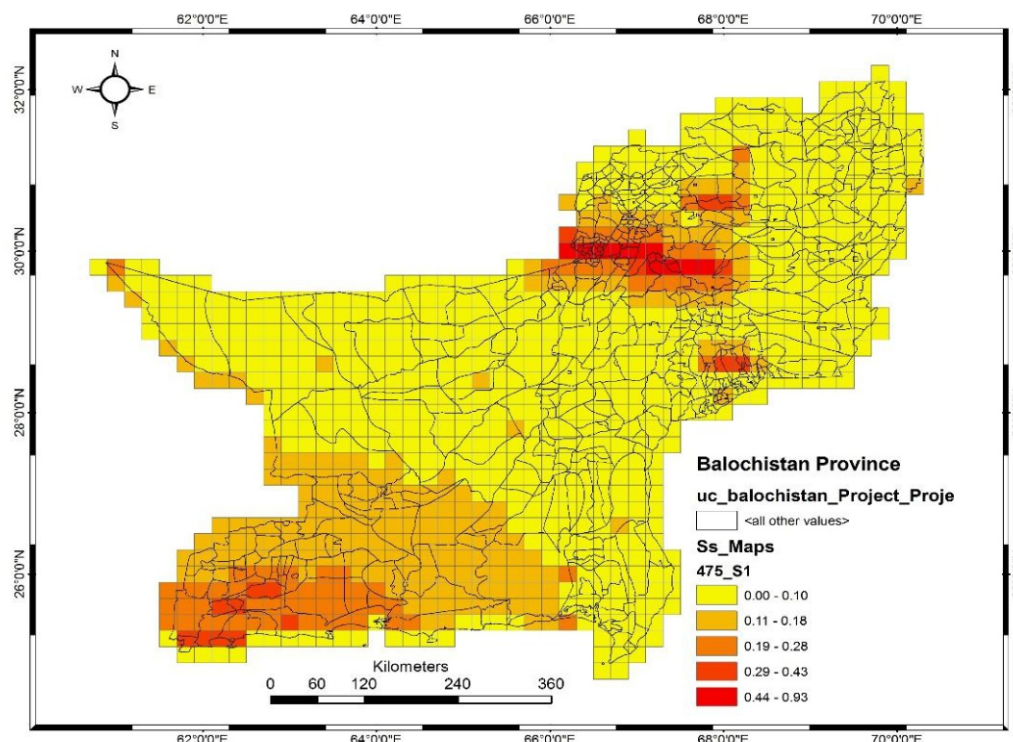 62°0'0"E 64°0'0"E 66°0'0"E 68°0'0"E 70°0'0"E
N
W E
S
32°0'0"N
30°0'0"N
28°0'0"N
26°0'0"N
Balochistan Province
uc_balochistan_Project_Proje
<all other values>
Ss_Maps
475_S1
0.00 - 0.10
0.11 - 0.18
0.19 - 0.28
0.29 - 0.43
0.44 - 0.93
Kilometers
0 60 120 240 360
62°0'0"E 64°0'0"E 66°0'0"E 68°0'0"E 70°0'0"E